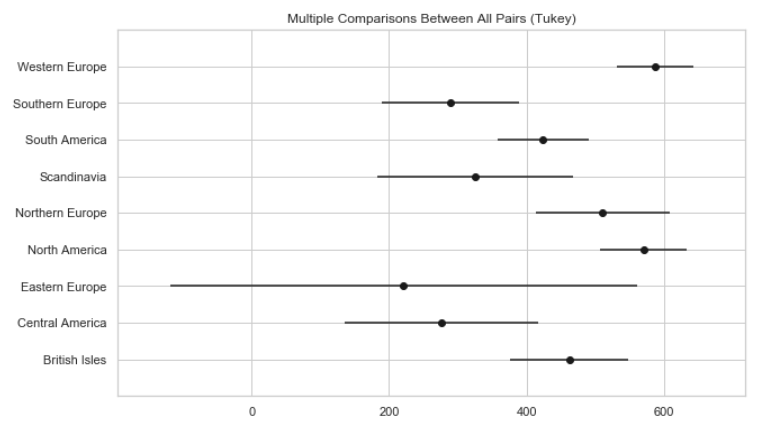 Multiple Comparisons Between All Pairs (Tukey)
Western Europe
Southern Europe
South America
Scandinavia
Northern Europe
North America
Eastern Europe
Central America
British Isles
0 200 400 600